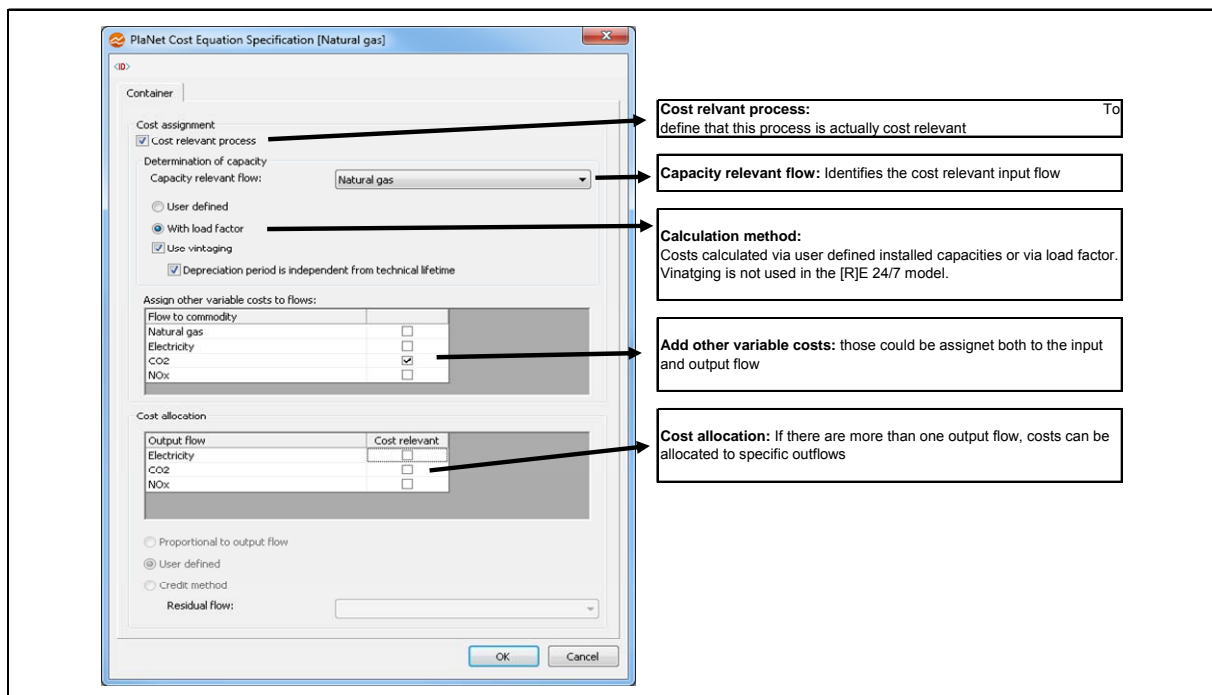 PlaNet Cost Equation Specification [Natural gas]
<ID>
Container
Cost assignment
Cost relevant process
Determination of capacity
Capacity relevant flow:
Natural gas
User defined
With load factor
Use vintaging
Depreciation period is independent from technical lifetime
Assign other variable costs to flows:
Flow to commodity
Natural gas
Electricity
CO2
NOx
Cost allocation
Output flow Cost relevant
Electricity
CO2
NOx
Proportional to output flow
User defined
Credit method
Residual flow:
OK Cancel
Cost relvant process: To
define that this process is actually cost relevant
Capacity relevant flow: Identifies the cost relevant input flow
Calculation method:
Costs calculated via user defined installed capacities or via load factor.
Vinatging is not used in the [R]E 24/7 model.
Add other variable costs: those could be assignet both to the input
and output flow
Cost allocation: If there are more than one output flow, costs can be
allocated to specific outflows